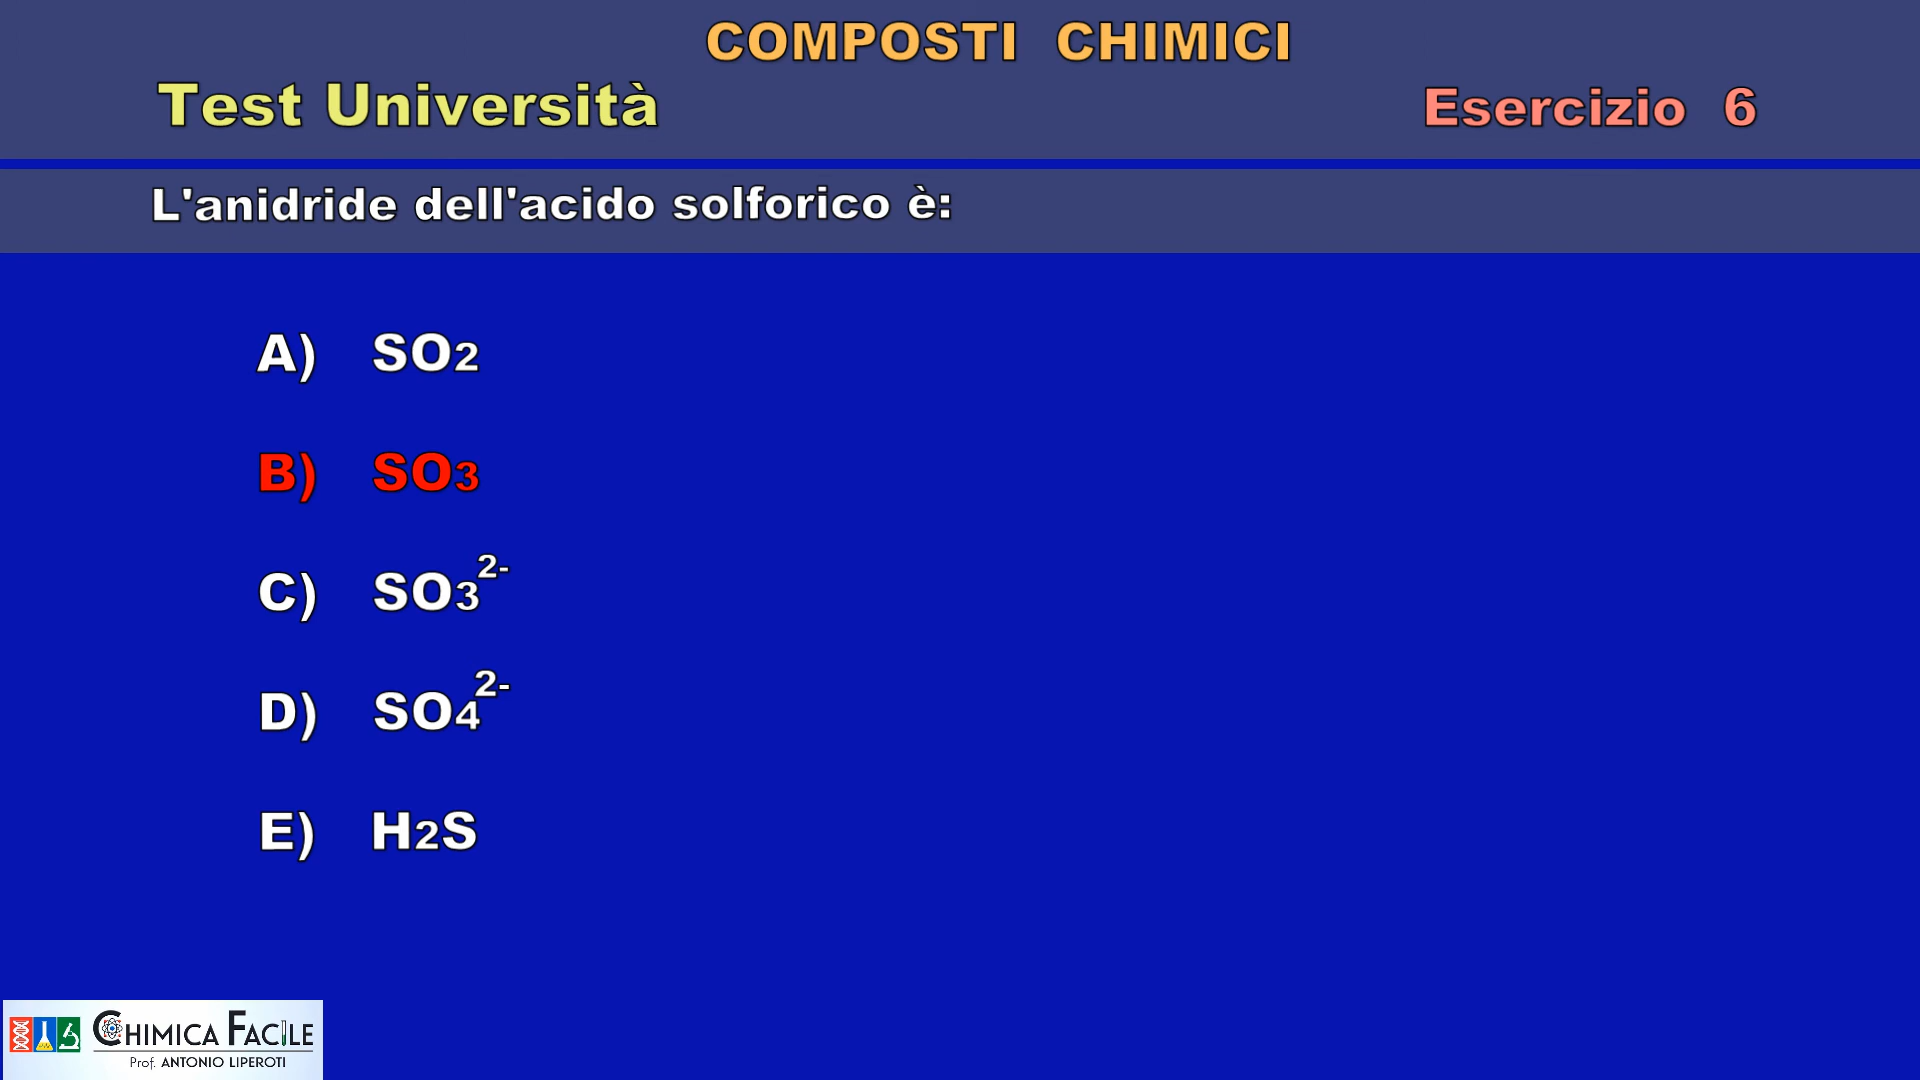 COMPOSTI CHIMICI
Test Università
Esercizio 6
L'anidride dell'acido solforico è:
A) SO2
B) SO3
C) SO3 2-
D) SO4 2-
E) H2S
CHIMICA FACILE
Prof. ANTONIO LIPEROTI